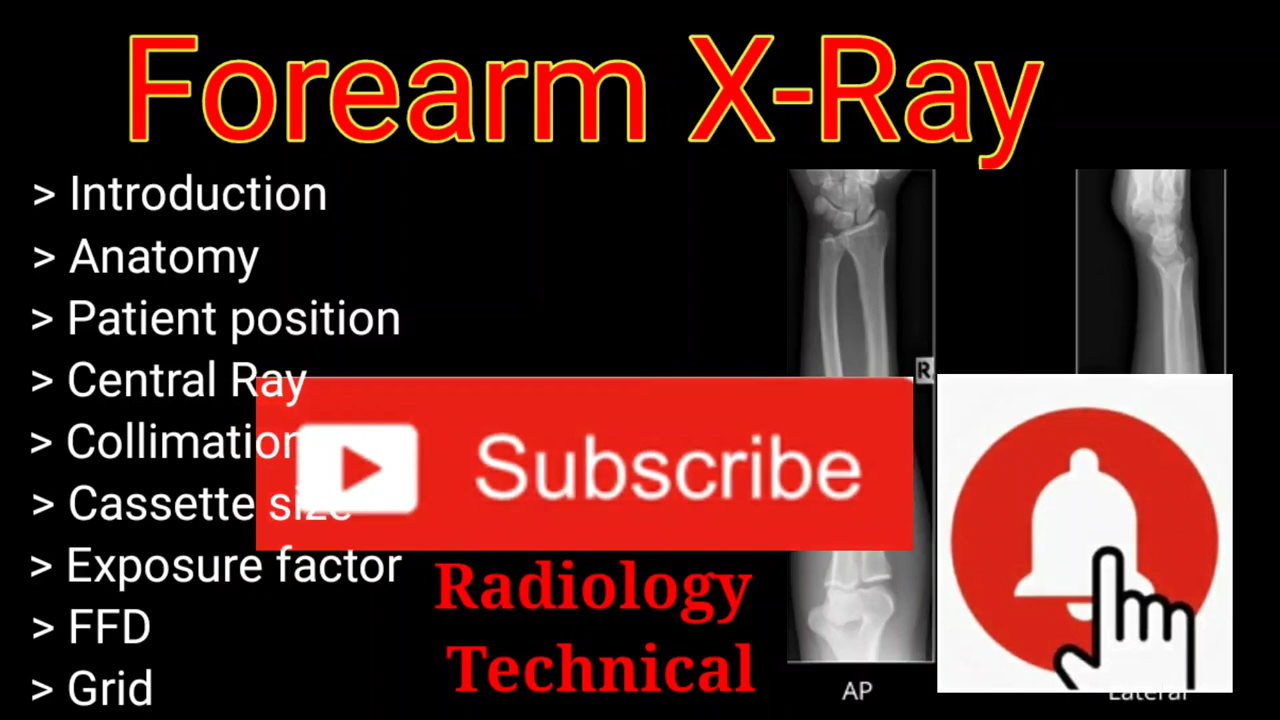 Forearm X-Ray
> Introduction
> Anatomy
> Patient position
> Central Ray
> Collimation
> Cassette size
> Exposure factor
> FFD
> Grid
R
Subscribe
Radiology
Technical
AP
Lateral